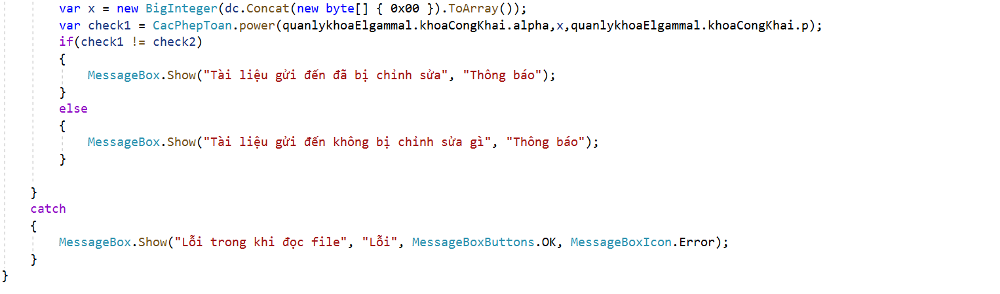 var x = new BigInteger(dc.Concat(new byte[] { 0x00 }).ToArray());
var check1 = CacPhepToan.power(quanlykhoaElgammal.khoaCongKhai.alpha,x,quanlykhoaElgammal.khoaCongKhai.p);
if(check1 != check2)
{
MessageBox.Show("Tài liệu gửi đến đã bị chỉnh sửa", "Thông báo");
}
else
{
MessageBox.Show("Tài liệu gửi đến không bị chỉnh sửa gì", "Thông báo");
}
}
catch
{
MessageBox.Show("Lỗi trong khi đọc file", "Lỗi", MessageBoxButtons.OK, MessageBoxIcon.Error);
}
}